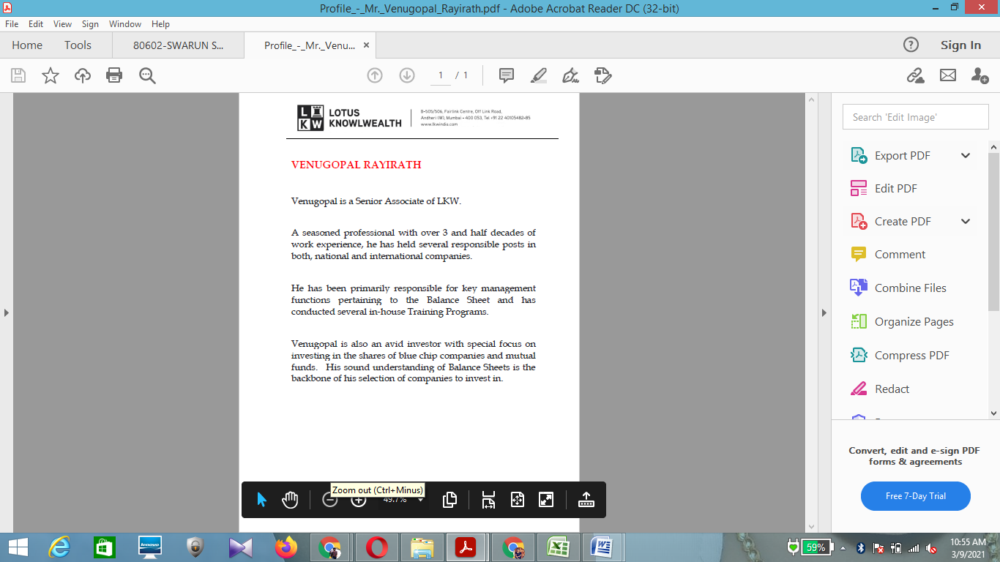 Profile_-_Mr._Venugopal_Rayirath.pdf - Adobe Acrobat Reader DC (32-bit)
File Edit View Sign Window Help
Home Tools 80602-SWARUN S... Profile_-_Mr._Venu... × Sign In
1 / 1
LOTUS
KNOWLWEALTH
L
K W
B-505/506, Fairlink Centre, Off Link Road,
Andheri (W), Mumbai - 400 053; Tel +91 22 40105482-85
www.lkwindia.com
VENUGOPAL RAYIRATH
Venugopal is a Senior Associate of LKW.
A seasoned professional with over 3 and half decades of
work experience, he has held several responsible posts in
both, national and international companies.
He has been primarily responsible for key management
functions pertaining to the Balance Sheet and has
conducted several in-house Training Programs.
Venugopal is also an avid investor with special focus on
investing in the shares of blue chip companies and mutual
funds. His sound understanding of Balance Sheets is the
backbone of his selection of companies to invest in.
Zoom out (Ctrl+Minus)
49.7%
Search 'Edit Image'
Export PDF
Edit PDF
Create PDF
Comment
Combine Files
Organize Pages
Compress PDF
Redact
Convert, edit and e-sign PDF
forms & agreements
Free 7-Day Trial
lenovo
59%
10:55 AM
3/9/2021